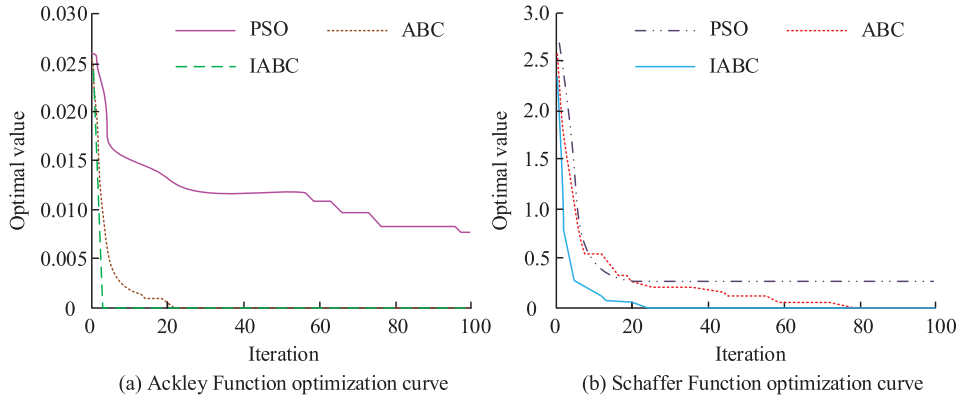 PSO
ABC
IABC
0.030
0.025
0.020
0.015
0.010
0.005
0
Optimal value
0
20
40
60
80
100
Iteration
(a) Ackley Function optimization curve
PSO
ABC
IABC
3.0
2.5
2.0
1.5
1.0
0.5
0
Optimal value
0
20
40
60
80
100
Iteration
(b) Schaffer Function optimization curve